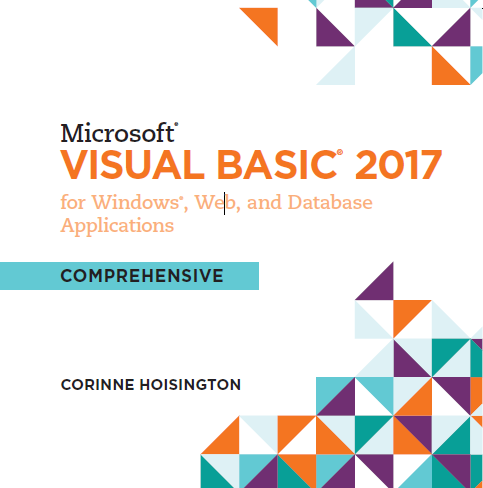 Microsoft®
VISUAL BASIC® 2017
for Windows®, Web, and Database
Applications
COMPREHENSIVE
CORINNE HOISINGTON